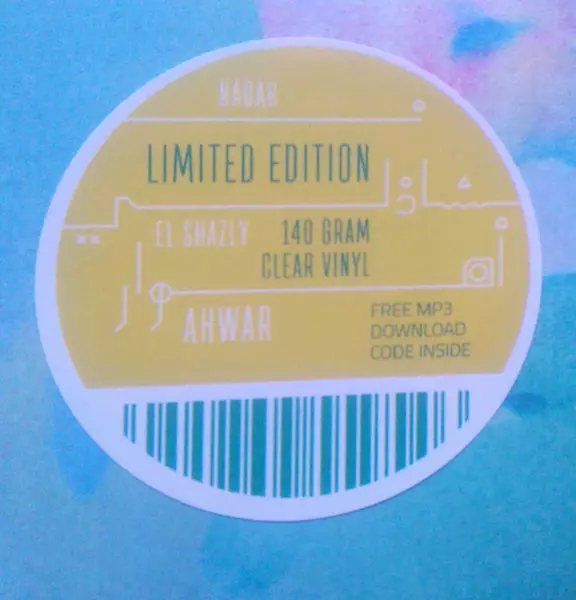 NADAH
LIMITED EDITION
EL SHAZLY 140 GRAM
CLEAR VINYL
AHWAR
FREE MP3
DOWNLOAD
CODE INSIDE